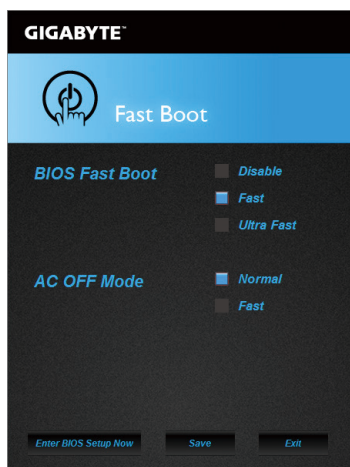 GIGABYTE™
Fast Boot
BIOS Fast Boot
Disable
Fast
Ultra Fast
AC OFF Mode
Normal
Fast
Enter BIOS Setup Now
Save
Exit